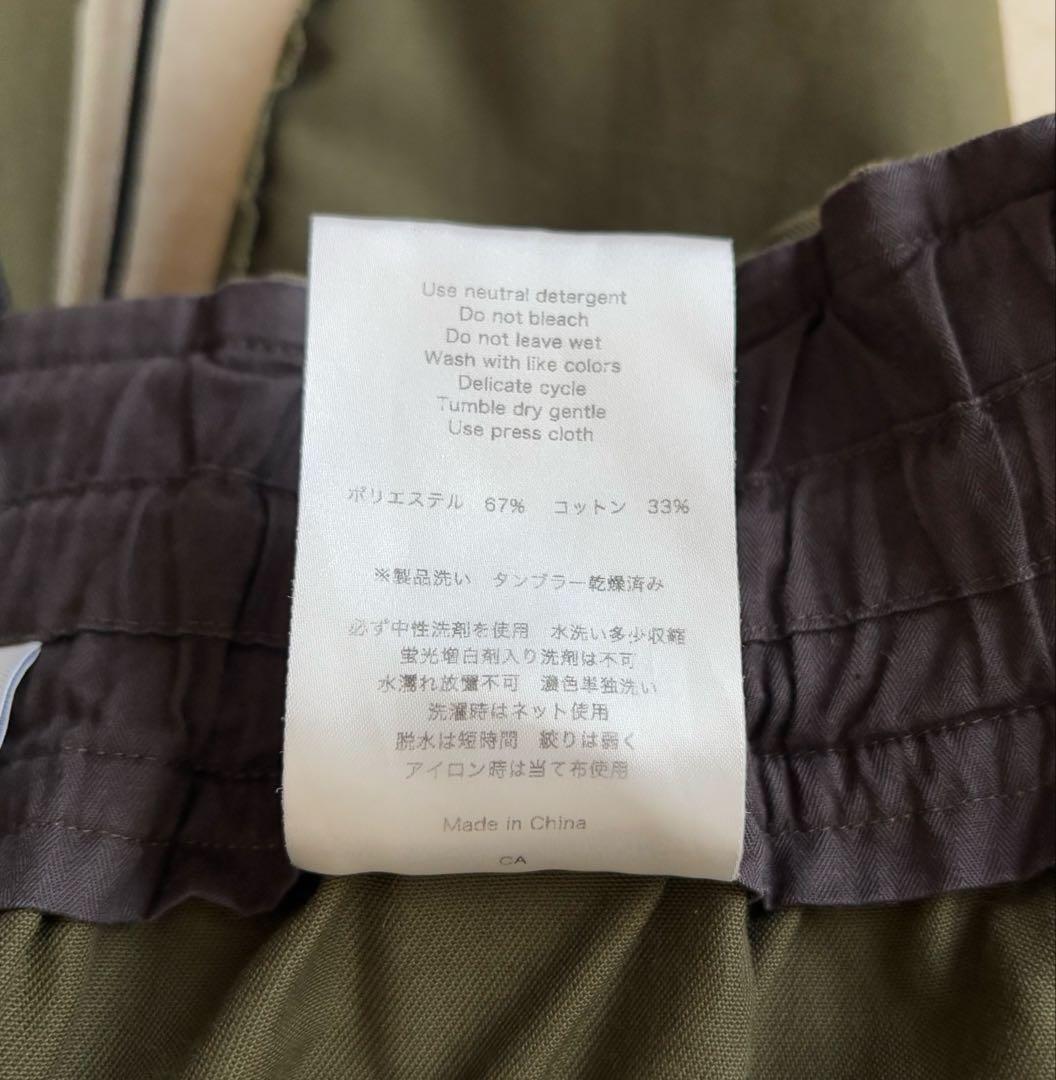 Use neutral detergent
Do not bleach
Do not leave wet
Wash with like colors
Delicate cycle
Tumble dry gentle
Use press cloth
ポリエステル 67% コットン 33%
※製品洗い タンブラー乾燥済み
必ず中性洗剤を使用 水洗い多少収縮
蛍光増白剤入り洗剤は不可
水濡れ放置不可 濃色単独洗い
洗濯時はネット使用
脱水は短時間 絞りは弱く
アイロン時は当て布使用
Made in China
CA